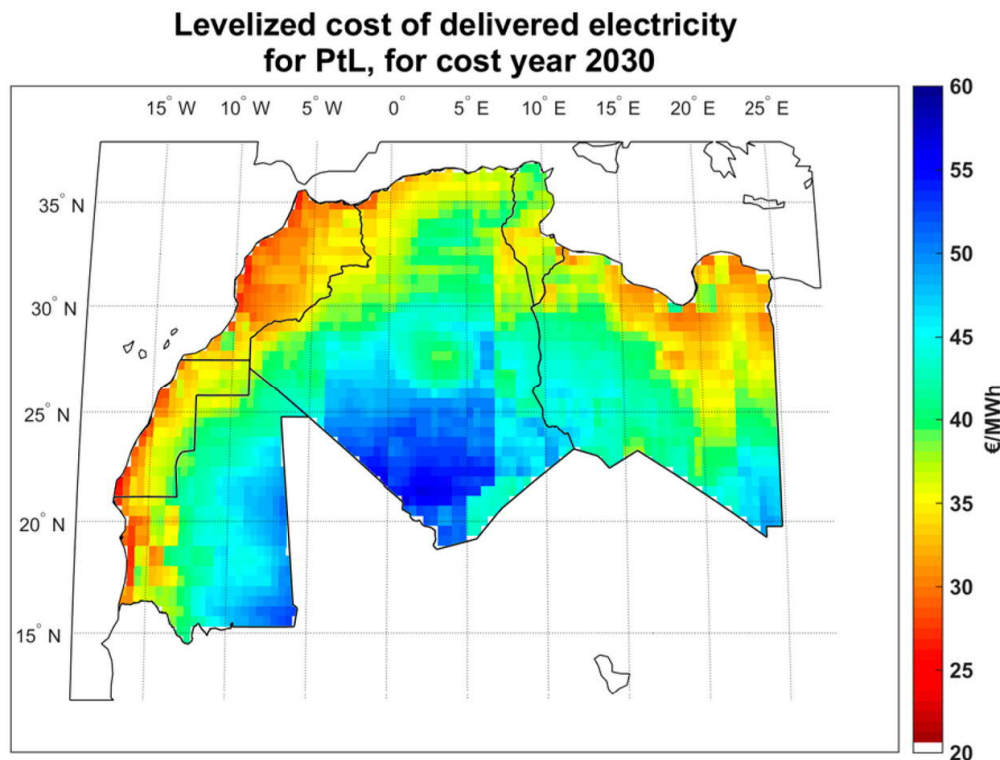 Levelized cost of delivered electricity
for PtL, for cost year 2030
15° W 10° W 5° W 0° 5° E 10° E 15° E 20° E 25° E
35° N
30° N
25° N
20° N
15° N
60
55
50
45
40
35
30
25
20
€/MWh